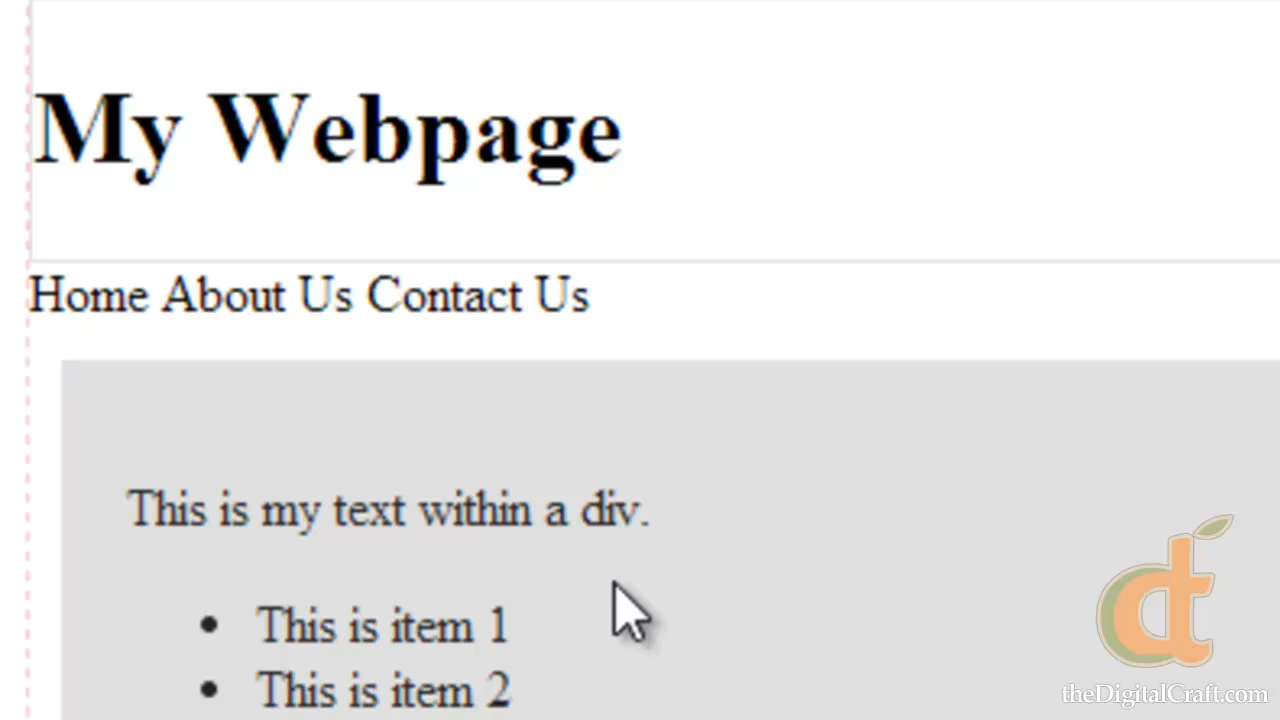 My Webpage
Home About Us Contact Us
This is my text within a div.
This is item 1
This is item 2
theDigitalCraft.com